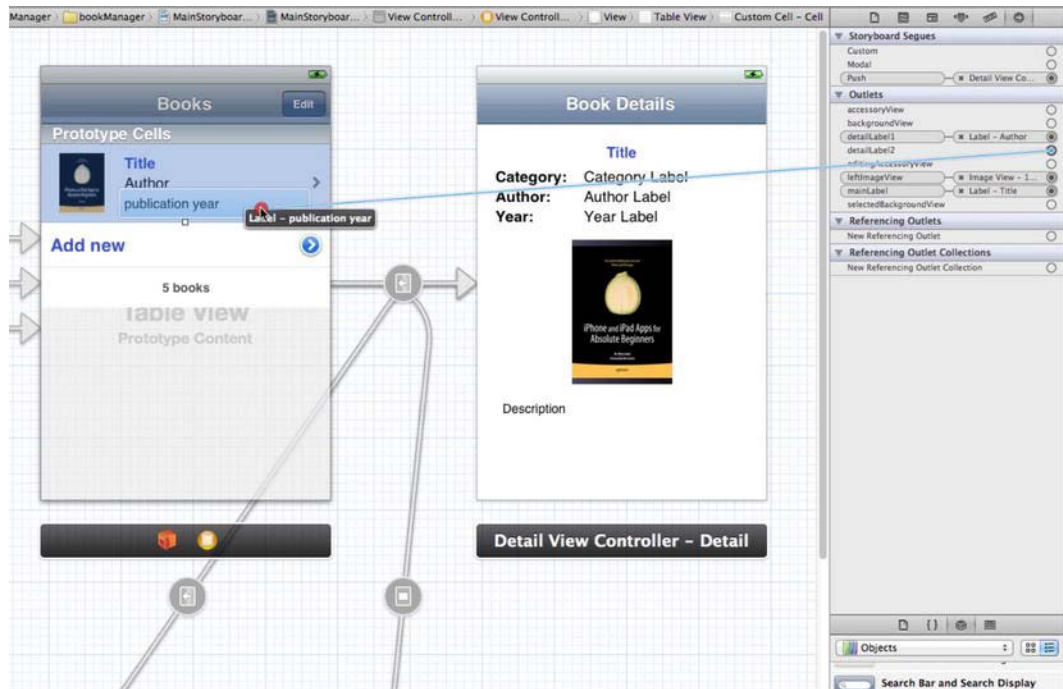 Manager
bookManager
MainStoryboar...
MainStoryboar...
View Controll...
View Controll...
View
Table View
Custom Cell - Cell
Storyboard Segues
Custom
Modal
Push
Detail View Co...
Outlets
accessoryView
backgroundView
detailLabel1
Label - Author
detailLabel2
editingAccessoryView
leftImageView
Image View - 1...
mainLabel
Label - Title
selectedBackgroundView
Referencing Outlets
New Referencing Outlet
Referencing Outlet Collections
New Referencing Outlet Collection
Books
Edit
Prototype Cells
Title
Author
publication year
Label - publication year
Add new
5 books
Table View
Prototype Content
Book Details
Title
Category: Category Label
Author: Author Label
Year: Year Label
iPhone and iPad Apps for
Absolute Beginners
Description
Detail View Controller - Detail
{}
Objects
Search Bar and Search Display